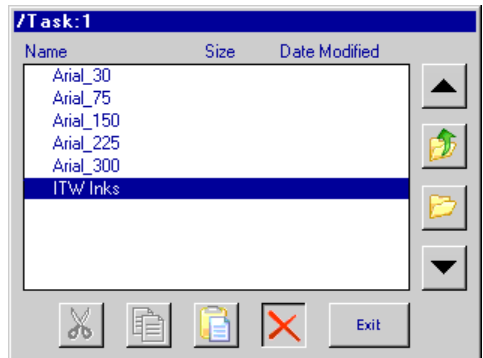 /Task:1
Name Size Date Modified
Arial_30
Arial_75
Arial_150
Arial_225
Arial_300
ITW Inks
Exit